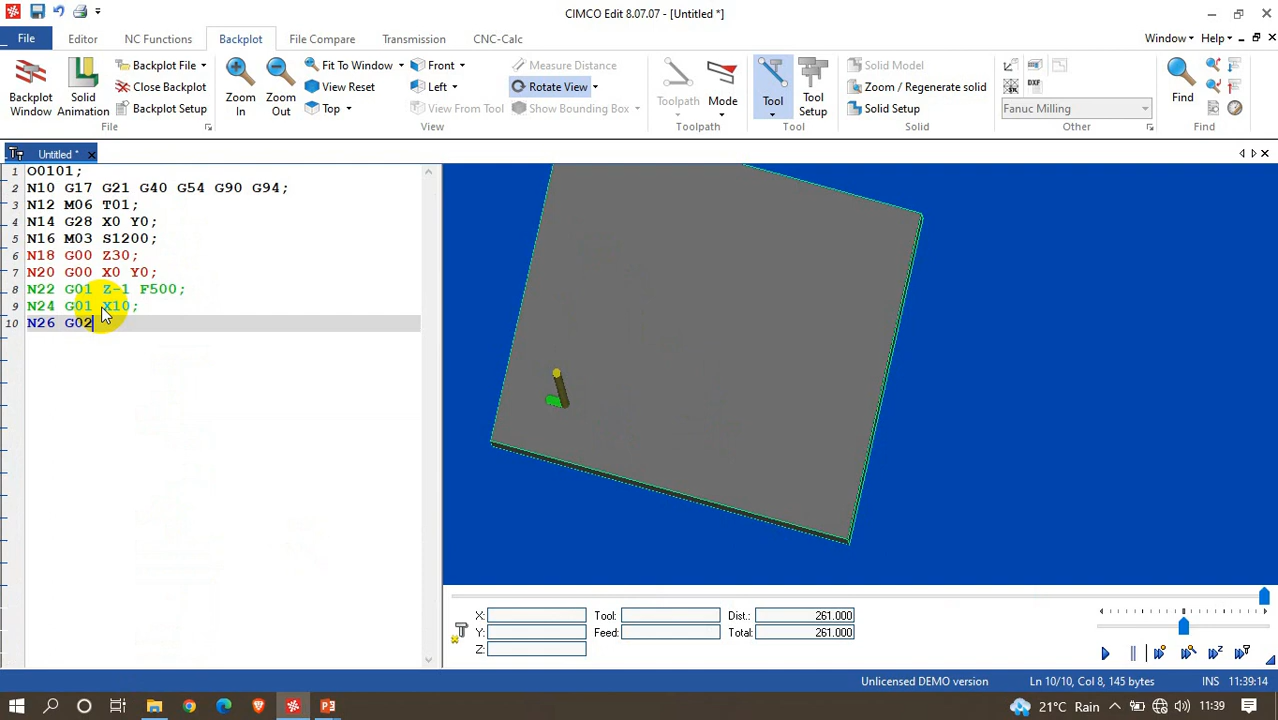 CIMCO Edit 8.07.07 - [Untitled *]
File Editor NC Functions Backplot File Compare Transmission CNC-Calc Window Help
Backplot Window
Solid Animation
Backplot File
Close Backplot
Backplot Setup
File
Zoom In
Zoom Out
Fit To Window
View Reset
Top
Front
Left
View From Tool
View
Measure Distance
Rotate View
Show Bounding Box
Toolpath
Mode
Toolpath
Tool
Tool Setup
Tool
Solid Model
Zoom / Regenerate solid
Solid Setup
Solid
DXF
Fanuc Milling
Other
Find
Find
Untitled *
1 O0101;
2 N10 G17 G21 G40 G54 G90 G94;
3 N12 M06 T01;
4 N14 G28 X0 Y0;
5 N16 M03 S1200;
6 N18 G00 Z30;
7 N20 G00 X0 Y0;
8 N22 G01 Z-1 F500;
9 N24 G01 X10;
10 N26 G02
X: Tool: Dist.: 261.000
Y: Feed: Total: 261.000
Z:
Unlicensed DEMO version Ln 10/10, Col 8, 145 bytes INS 11:39:14
21°C Rain 11:39